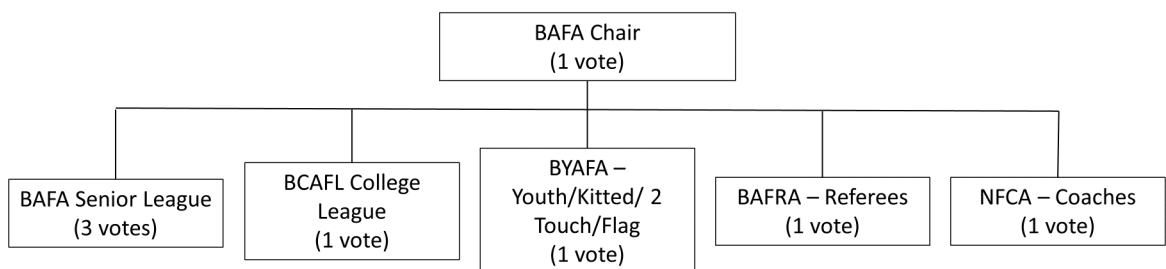 BAFA Chair
(1 vote)
BAFA Senior League
(3 votes)
BCAFL College
League
(1 vote)
BYAFA –
Youth/Kitted/ 2
Touch/Flag
(1 vote)
BAFRA – Referees
(1 vote)
NFCA – Coaches
(1 vote)